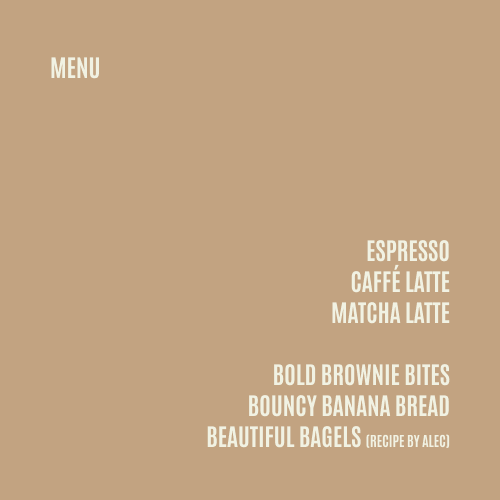 MENU
ESPRESSO
CAFFÉ LATTE
MATCHA LATTE
BOLD BROWNIE BITES
BOUNCY BANANA BREAD
BEAUTIFUL BAGELS (RECIPE BY ALEC)